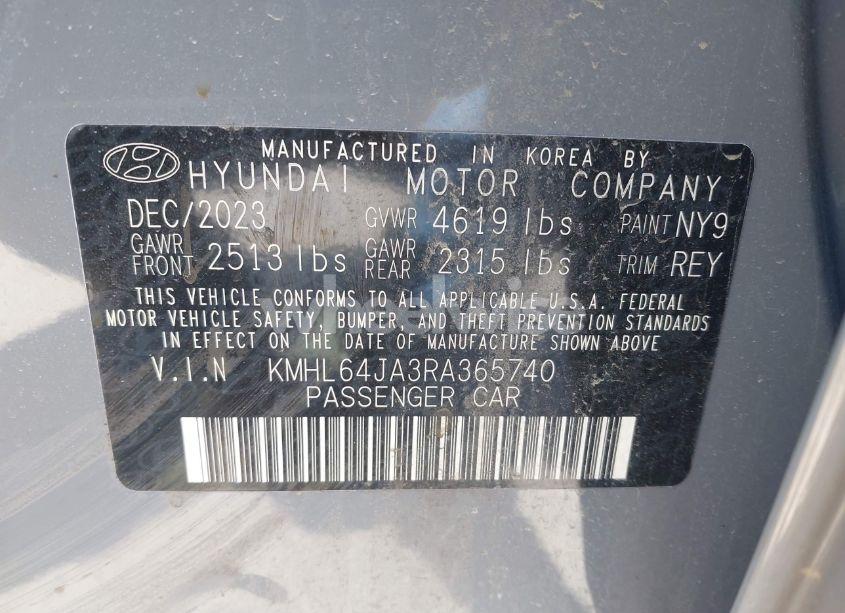 MANUFACTURED IN KOREA BY
HYUNDAI MOTOR COMPANY
DEC/2023 GVWR 4619 lbs PAINT NY9
GAWR FRONT 2513 lbs GAWR REAR 2315 lbs TRIM REY
THIS VEHICLE CONFORMS TO ALL APPLICABLE U.S.A. FEDERAL
MOTOR VEHICLE SAFETY, BUMPER, AND THEFT PREVENTION STANDARDS
IN EFFECT ON THE DATE OF MANUFACTURE SHOWN ABOVE.
V.I.N KMHL64JA3RA365740
PASSENGER CAR